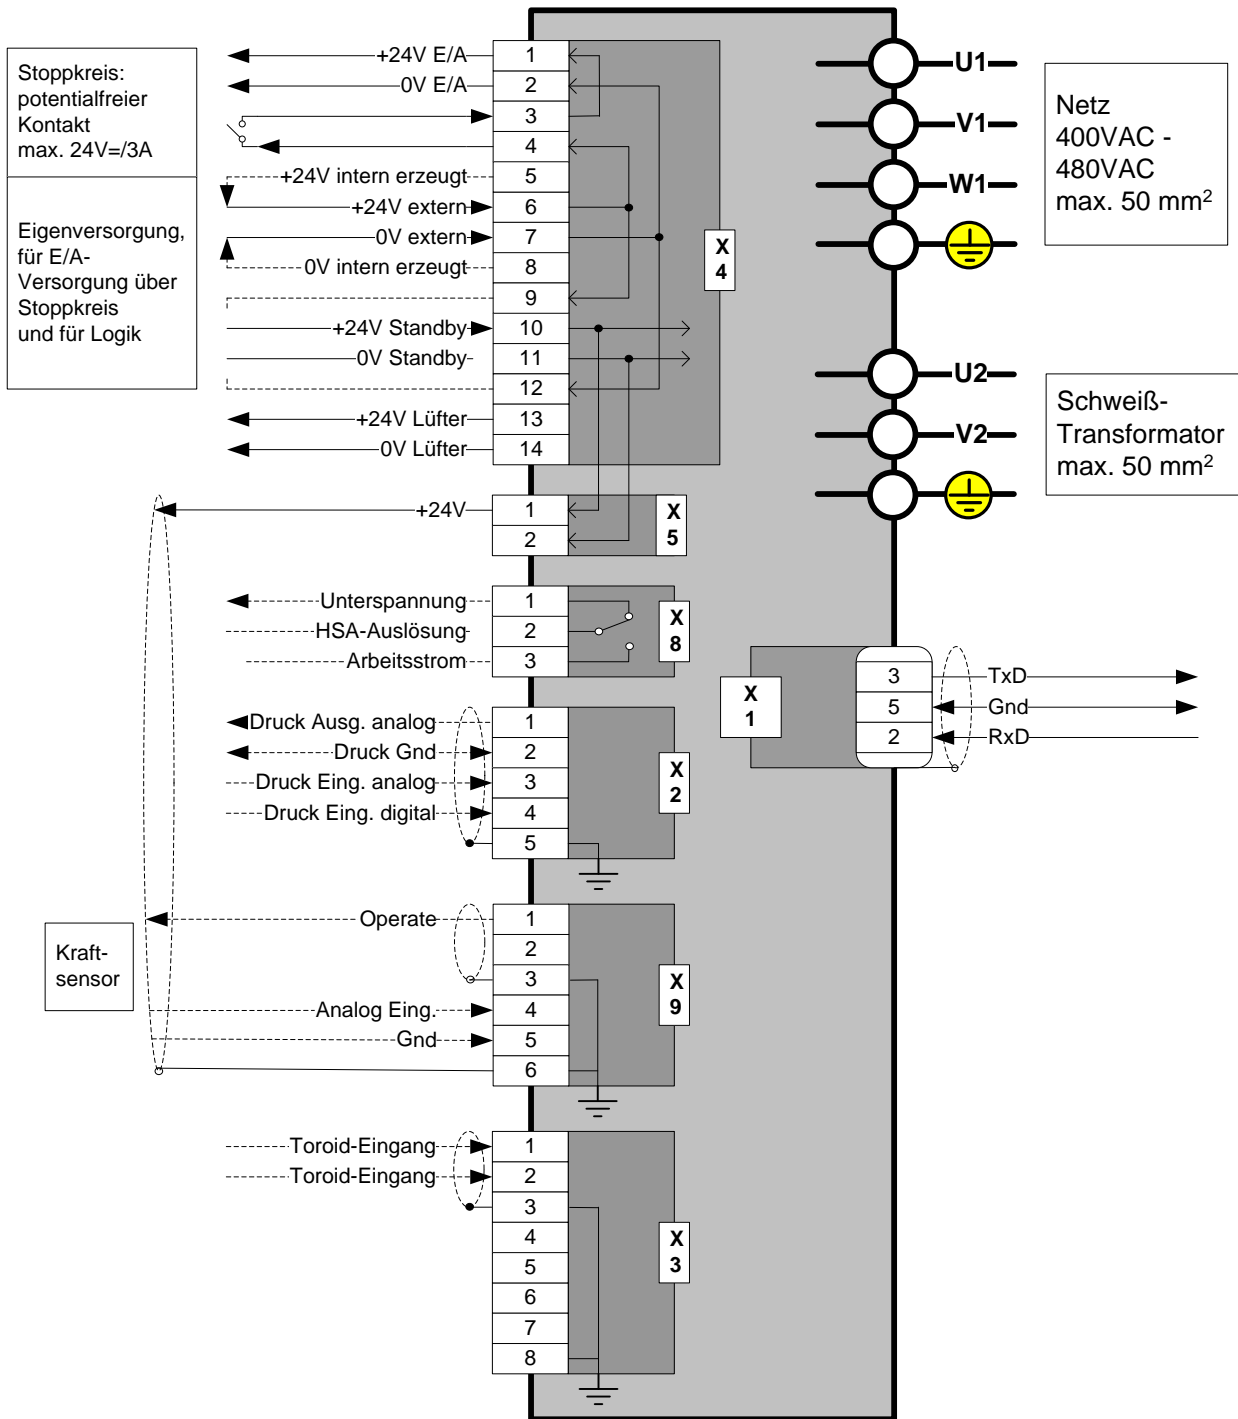 Stoppkreis:
potentialfreier
Kontakt
max. 24V=/3A
Eigenversorgung,
für E/A-
Versorgung über
Stoppkreis
und für Logik
+24V E/A 1
0V E/A 2
3
4
+24V intern erzeugt 5
+24V extern 6
0V extern 7
0V intern erzeugt 8
9
+24V Standby 10
0V Standby 11
12
+24V Lüfter 13
0V Lüfter 14
X
4
+24V 1
2
X
5
Unterspannung 1
HSA-Auslösung 2
Arbeitsstrom 3
X
8
Druck Ausg. analog 1
Druck Gnd 2
Druck Eing. analog 3
Druck Eing. digital 4
5
X
2
Kraft-
sensor
Operate 1
2
3
Analog Eing. 4
Gnd 5
6
X
9
Toroid-Eingang 1
Toroid-Eingang 2
3
4
5
6
7
8
X
3
U1
V1
W1
Netz
400VAC -
480VAC
max. 50 mm²
U2
V2
Schweiß-
Transformator
max. 50 mm²
X
1
3 TxD
5 Gnd
2 RxD